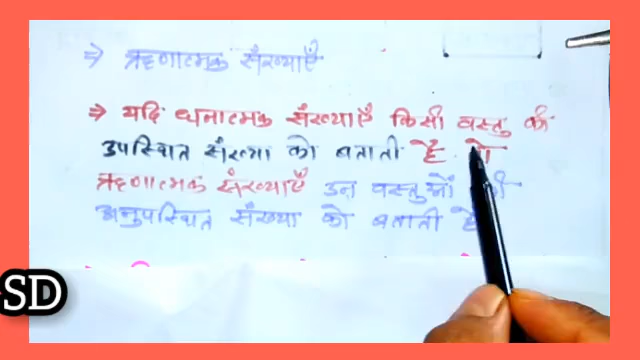 ⇒ ऋणात्मक संख्याएँ
⇒ यदि धनात्मक संख्याएँ किसी वस्तु की
उपस्थित संख्या को बताती है तो
ऋणात्मक संख्याएँ उन वस्तुओं की
अनुपस्थित संख्या को बताती है
SD